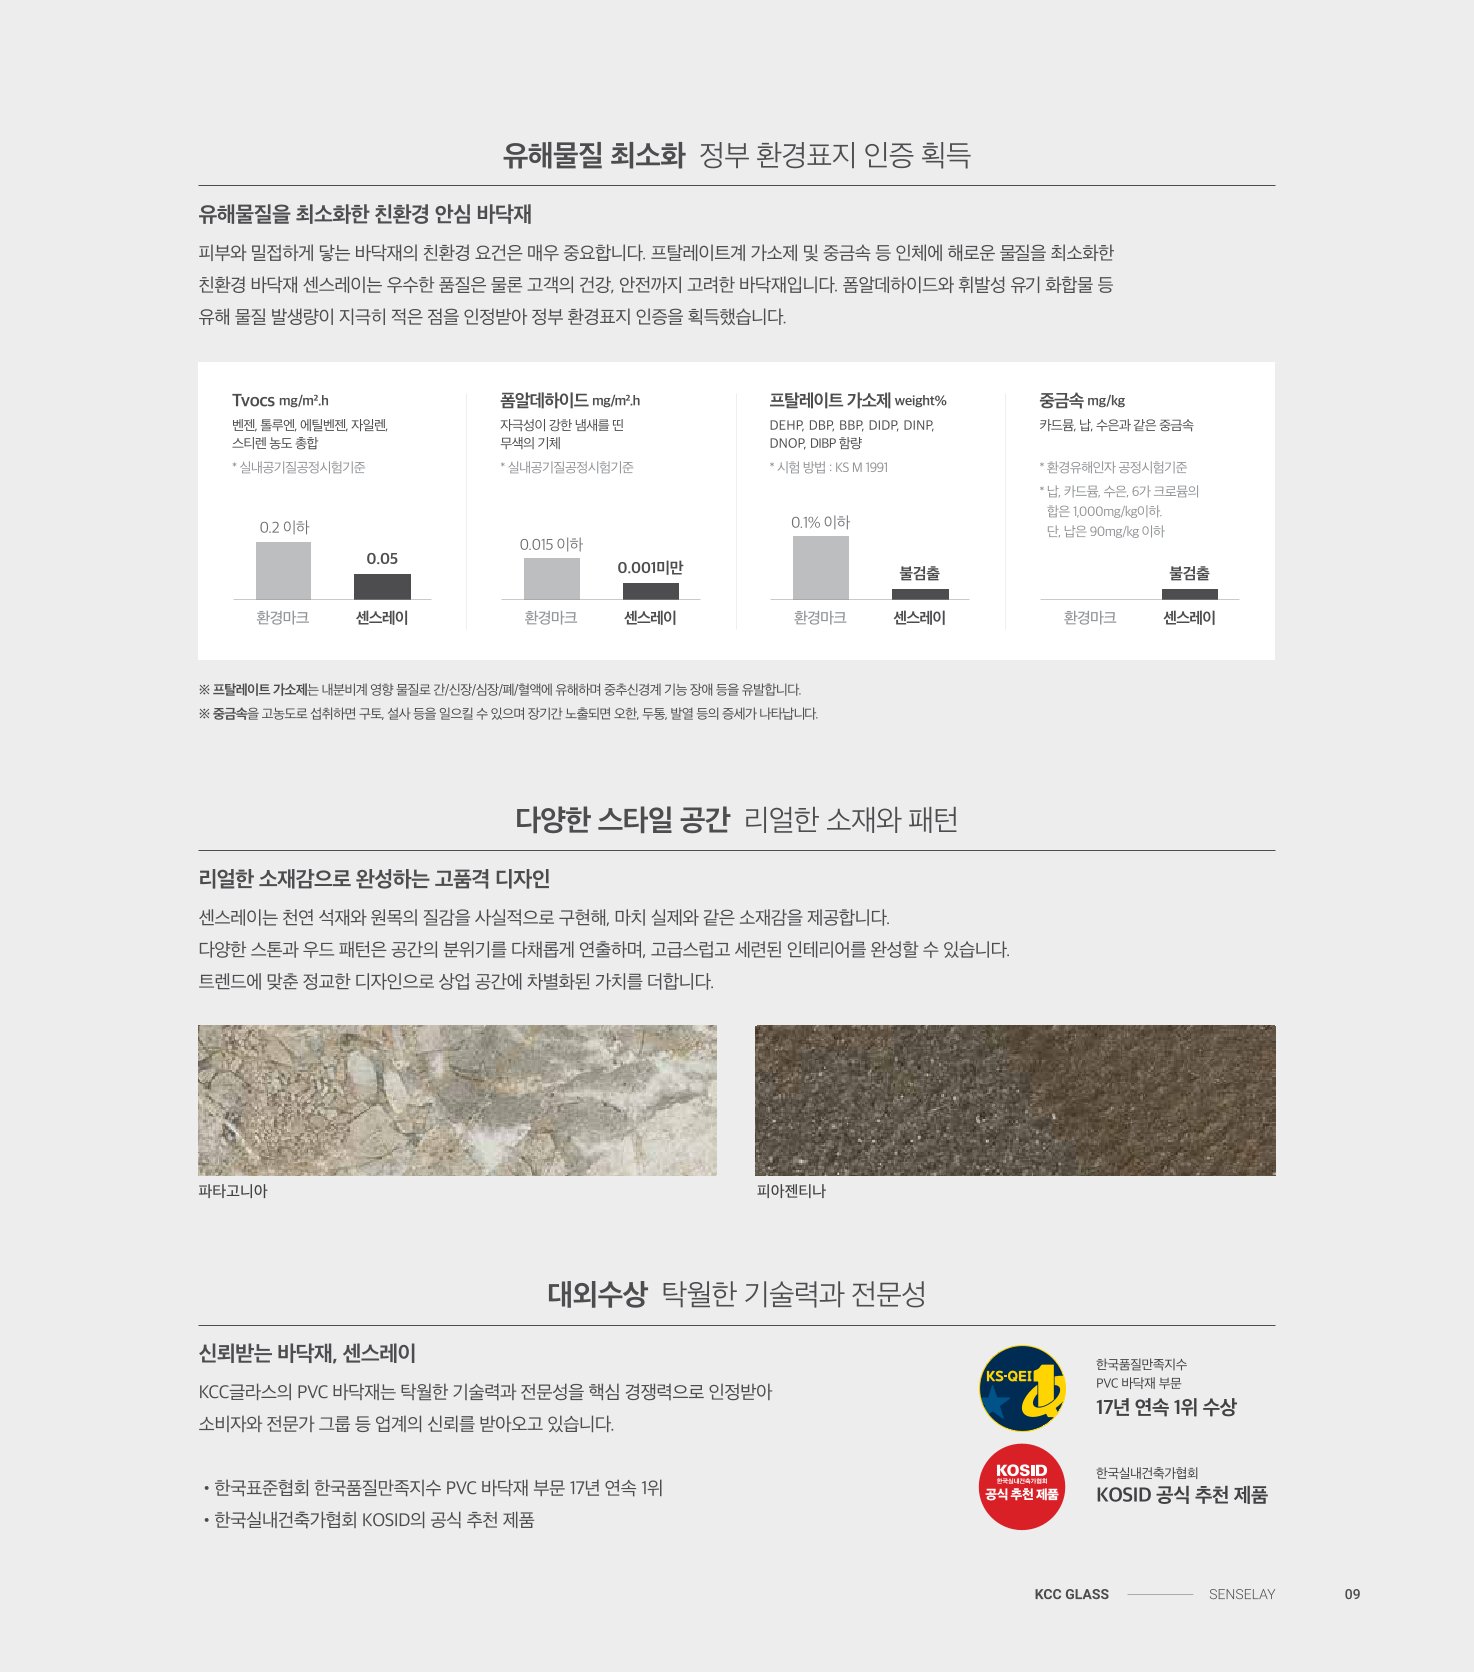 유해물질 최소화 정부 환경표지 인증 획득
유해물질을 최소화한 친환경 안심 바닥재
피부와 밀접하게 닿는 바닥재의 친환경 요건은 매우 중요합니다. 프탈레이트계 가소제 및 중금속 등 인체에 해로운 물질을 최소화한
친환경 바닥재 센스레이는 우수한 품질은 물론 고객의 건강, 안전까지 고려한 바닥재입니다. 폼알데하이드와 휘발성 유기 화합물 등
유해 물질 발생량이 지극히 적은 점을 인정받아 정부 환경표지 인증을 획득했습니다.
Tvocs mg/m².h
벤젠, 톨루엔, 에틸벤젠, 자일렌,
스티렌 농도 총합
* 실내공기질공정시험기준
0.2 이하
0.05
환경마크
센스레이
폼알데하이드 mg/m².h
자극성이 강한 냄새를 띤
무색의 기체
* 실내공기질공정시험기준
0.015 이하
0.001미만
환경마크
센스레이
프탈레이트 가소제 weight%
DEHP, DBP, BBP, DIDP, DINP,
DNOP, DIBP 함량
* 시험 방법 : KS M 1991
0.1% 이하
불검출
환경마크
센스레이
중금속 mg/kg
카드뮴, 납, 수은과 같은 중금속
* 환경유해인자 공정시험기준
* 납, 카드뮴, 수은, 6가 크로뮴의
합은 1,000mg/kg이하.
단, 납은 90mg/kg 이하
불검출
환경마크
센스레이
※ 프탈레이트 가소제는 내분비계 영향 물질로 간/신장/심장/폐/혈액에 유해하며 중추신경계 기능 장애 등을 유발합니다.
※ 중금속을 고농도로 섭취하면 구토, 설사 등을 일으킬 수 있으며 장기간 노출되면 오한, 두통, 발열 등의 증세가 나타납니다.
다양한 스타일 공간 리얼한 소재와 패턴
리얼한 소재감으로 완성하는 고품격 디자인
센스레이는 천연 석재와 원목의 질감을 사실적으로 구현해, 마치 실제와 같은 소재감을 제공합니다.
다양한 스톤과 우드 패턴은 공간의 분위기를 다채롭게 연출하며, 고급스럽고 세련된 인테리어를 완성할 수 있습니다.
트렌드에 맞춘 정교한 디자인으로 상업 공간에 차별화된 가치를 더합니다.
파타고니아
피아젠티나
대외수상 탁월한 기술력과 전문성
신뢰받는 바닥재, 센스레이
KCC글라스의 PVC 바닥재는 탁월한 기술력과 전문성을 핵심 경쟁력으로 인정받아
소비자와 전문가 그룹 등 업계의 신뢰를 받아오고 있습니다.
• 한국표준협회 한국품질만족지수 PVC 바닥재 부문 17년 연속 1위
• 한국실내건축가협회 KOSID의 공식 추천 제품
KS-QEI 1
한국품질만족지수
PVC 바닥재 부문
17년 연속 1위 수상
KOSID
한국실내건축가협회
공식 추천 제품
한국실내건축가협회
KOSID 공식 추천 제품
KCC GLASS
SENSELAY
09